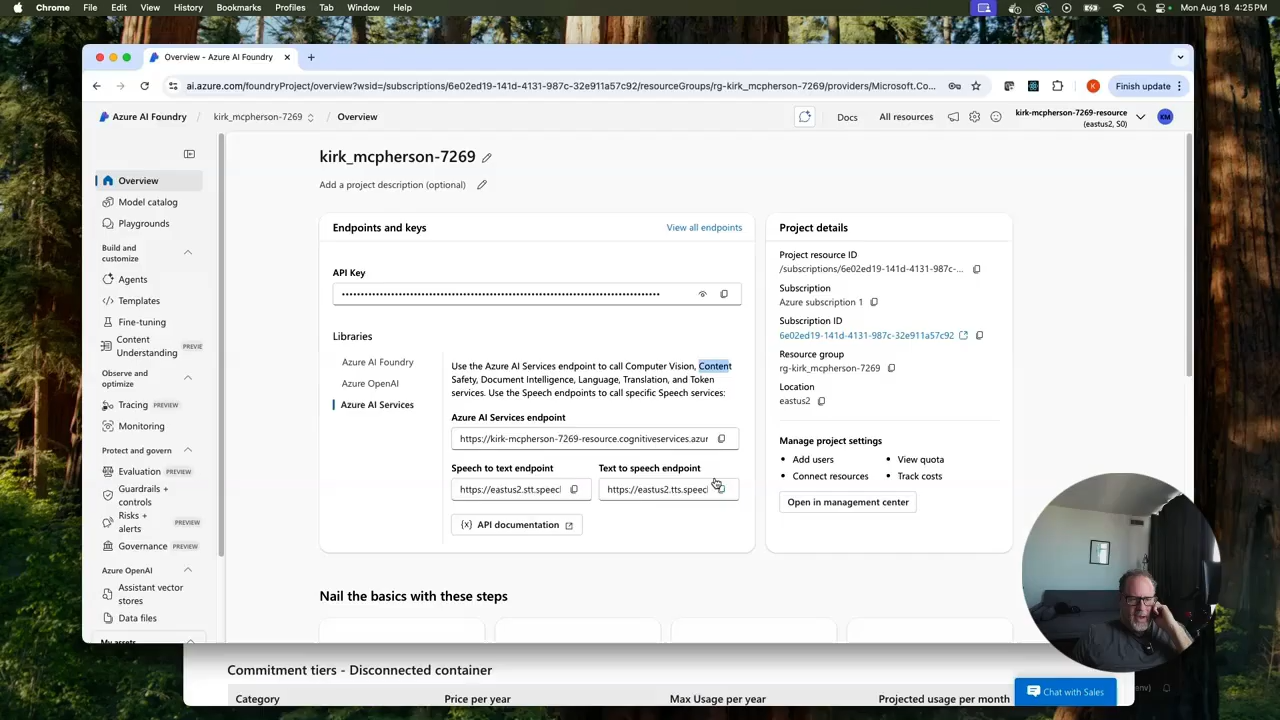 Chrome File Edit View History Bookmarks Profiles Tab Window Help
Mon Aug 18 4:25 PM
Overview - Azure AI Foundry
ai.azure.com/foundryProject/overview?wsid=/subscriptions/6e02ed19-141d-4131-987c-32e911a57c92/resourceGroups/rg-kirk_mcpherson-7269/providers/Microsoft.Co...
K
Finish update
Azure AI Foundry / kirk_mcpherson-7269 / Overview
Docs
All resources
kirk-mcpherson-7269-resource
(eastus2, S0)
KM
Overview
Model catalog
Playgrounds
Build and
customize
Agents
Templates
Fine-tuning
Content
Understanding PREVIE
Observe and
optimize
Tracing PREVIEW
Monitoring
Protect and govern
Evaluation PREVIEW
Guardrails +
controls
Risks +
alerts PREVIEW
Governance PREVIEW
Azure OpenAI
Assistant vector
stores
Data files
My assets
kirk_mcpherson-7269
Add a project description (optional)
Endpoints and keys
View all endpoints
API Key
••••••••••••••••••••••••••••••••••••••••••••••••••••••••••••••••••••••••••••••••••••
Libraries
Azure AI Foundry
Azure OpenAI
Azure AI Services
Use the Azure AI Services endpoint to call Computer Vision, Content
Safety, Document Intelligence, Language, Translation, and Token
services. Use the Speech endpoints to call specific Speech services:
Azure AI Services endpoint
https://kirk-mcpherson-7269-resource.cognitiveservices.azur
Speech to text endpoint
https://eastus2.stt.speecl
Text to speech endpoint
https://eastus2.tts.speec
{x} API documentation
Project details
Project resource ID
/subscriptions/6e02ed19-141d-4131-987c-...
Subscription
Azure subscription 1
Subscription ID
6e02ed19-141d-4131-987c-32e911a57c92
Resource group
rg-kirk_mcpherson-7269
Location
eastus2
Manage project settings
• Add users
• View quota
• Connect resources
• Track costs
Open in management center
Nail the basics with these steps
Commitment tiers - Disconnected container
Category
Price per year
Max Usage per year
Projected usage per month
Chat with Sales
env)